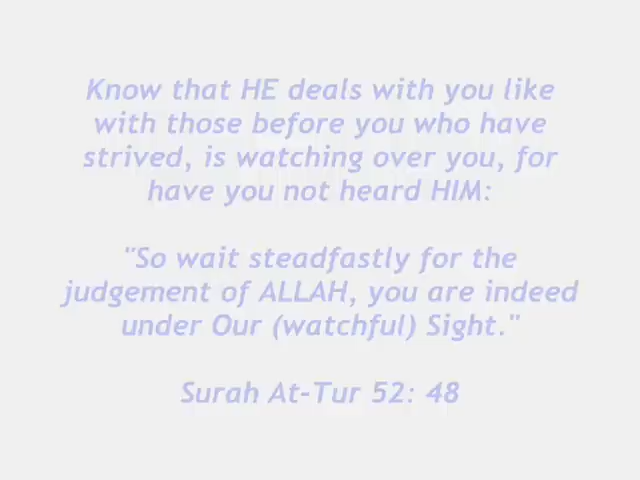 Know that HE deals with you like
with those before you who have
strived, is watching over you, for
have you not heard HIM:
"So wait steadfastly for the
judgement of ALLAH, you are indeed
under Our (watchful) Sight."
Surah At-Tur 52: 48